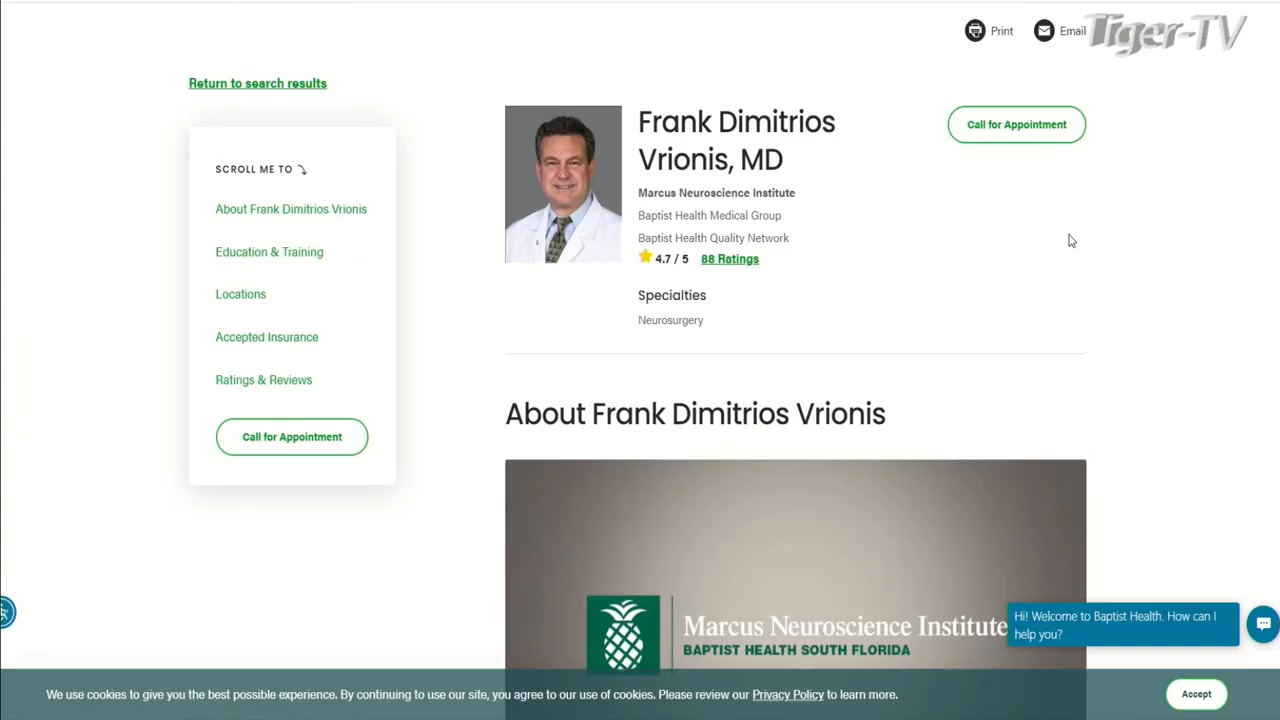 Print
Email
Tiger-TV
Return to search results
SCROLL ME TO
About Frank Dimitrios Vrionis
Education & Training
Locations
Accepted Insurance
Ratings & Reviews
Call for Appointment
Frank Dimitrios
Vrionis, MD
Call for Appointment
Marcus Neuroscience Institute
Baptist Health Medical Group
Baptist Health Quality Network
4.7 / 5 88 Ratings
Specialties
Neurosurgery
About Frank Dimitrios Vrionis
Marcus Neuroscience Institute
BAPTIST HEALTH SOUTH FLORIDA
Hi! Welcome to Baptist Health. How can I
help you?
We use cookies to give you the best possible experience. By continuing to use our site, you agree to our use of cookies. Please review our Privacy Policy to learn more.
Accept